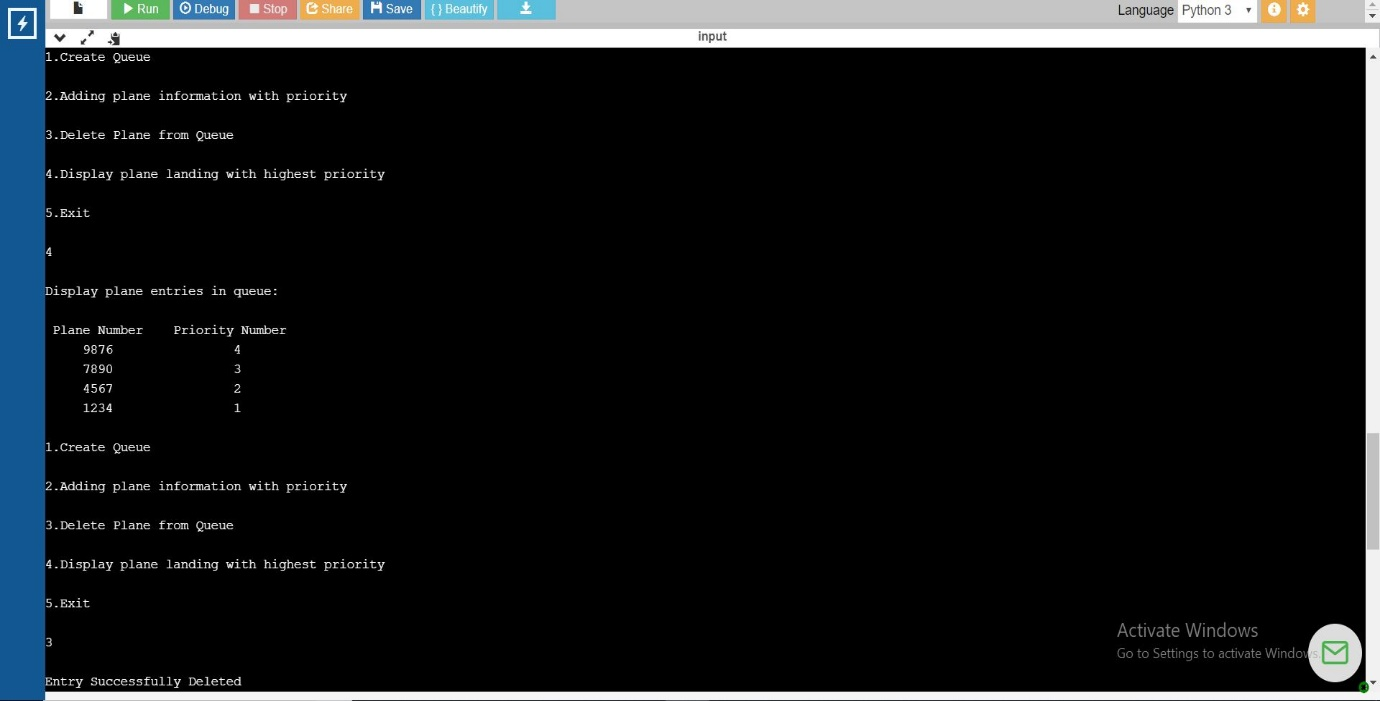 Run Debug Stop Share Save { } Beautify Language Python 3
input
1.Create Queue
2.Adding plane information with priority
3.Delete Plane from Queue
4.Display plane landing with highest priority
5.Exit
4
Display plane entries in queue:
Plane Number Priority Number
9876 4
7890 3
4567 2
1234 1
1.Create Queue
2.Adding plane information with priority
3.Delete Plane from Queue
4.Display plane landing with highest priority
5.Exit
3
Entry Successfully Deleted
Activate Windows
Go to Settings to activate Windows.